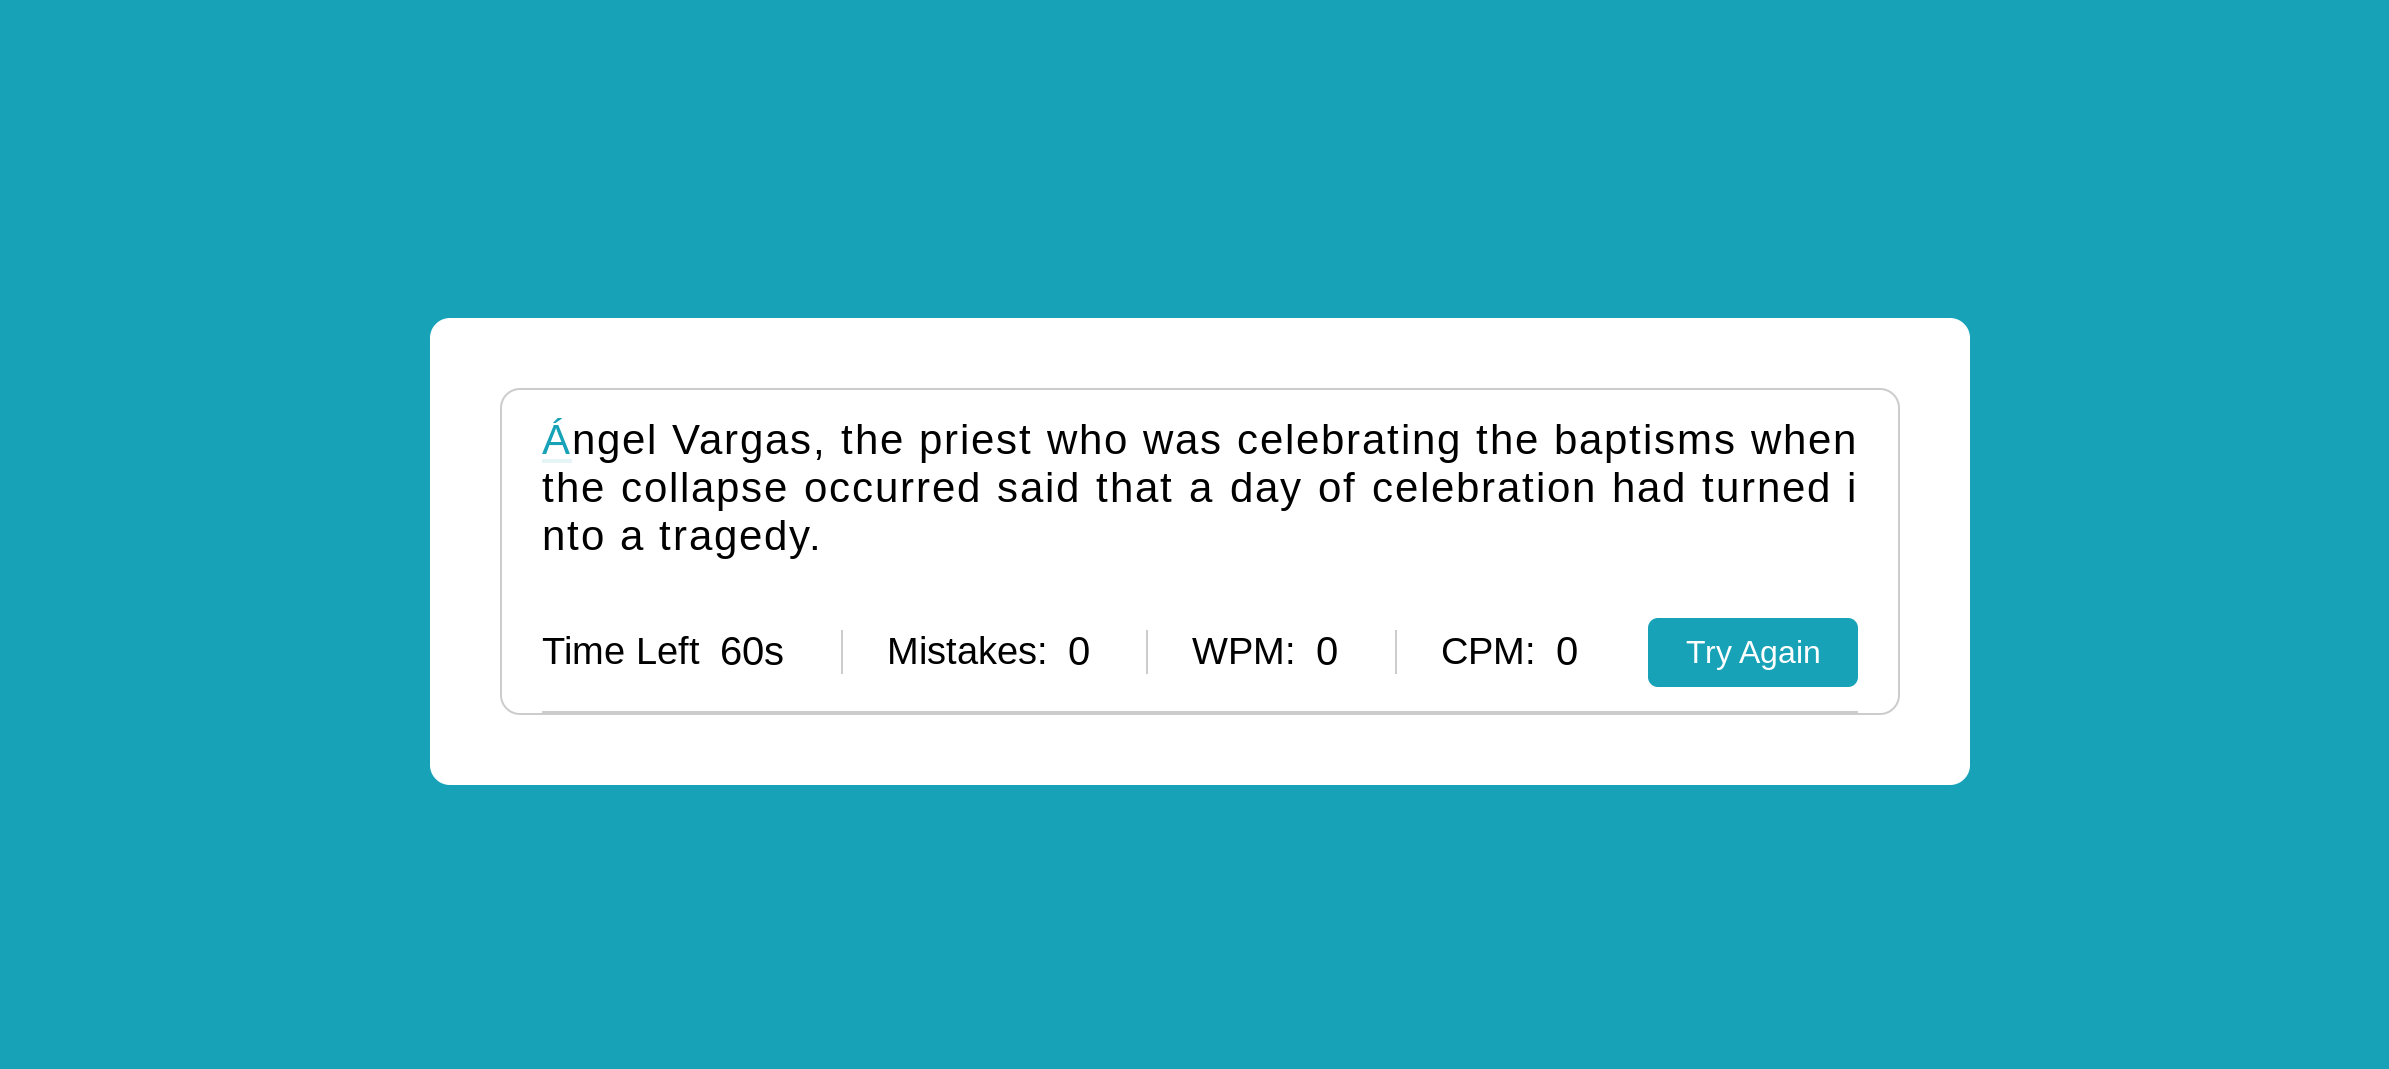 Ángel Vargas, the priest who was celebrating the baptisms when
the collapse occurred said that a day of celebration had turned i
nto a tragedy.
Time Left 60s Mistakes: 0 WPM: 0 CPM: 0 Try Again